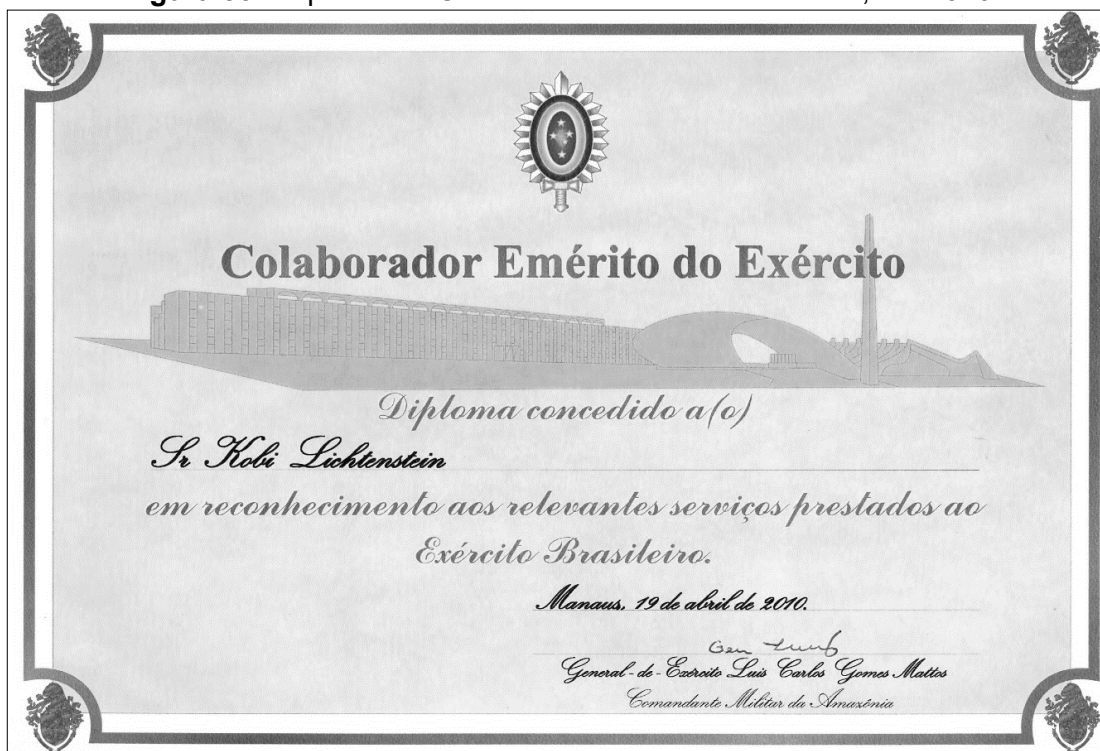 Colaborador Emérito do Exército
Diploma concedido a(o)
Sr Kobi Lichtenstein
em reconhecimento aos relevantes serviços prestados ao
Exército Brasileiro.
Manaus, 19 de abril de 2010.
General-de-Exército Luis Carlos Gomes Mattos
Comandante Militar da Amazônia